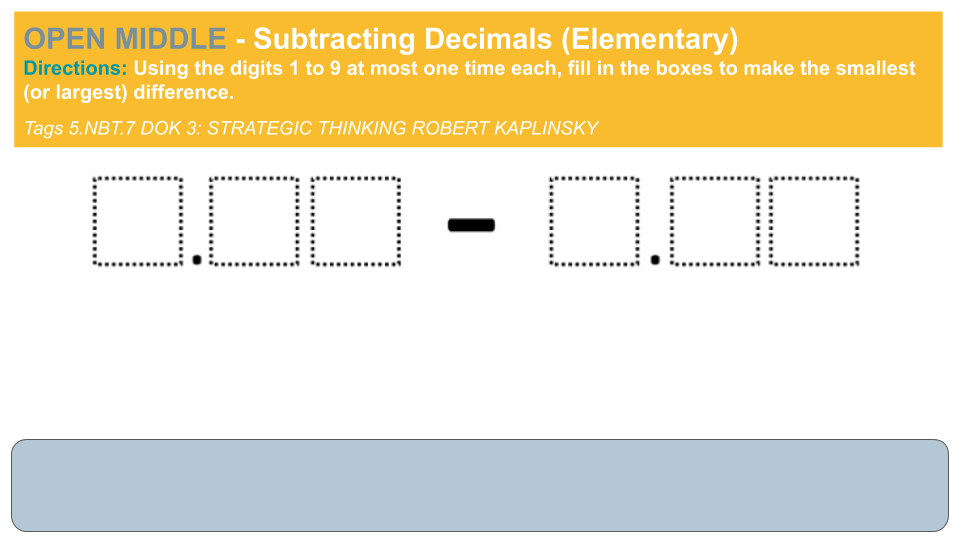 OPEN MIDDLE - Subtracting Decimals (Elementary)
Directions: Using the digits 1 to 9 at most one time each, fill in the boxes to make the smallest
(or largest) difference.
Tags 5.NBT.7 DOK 3: STRATEGIC THINKING ROBERT KAPLINSKY
. - .